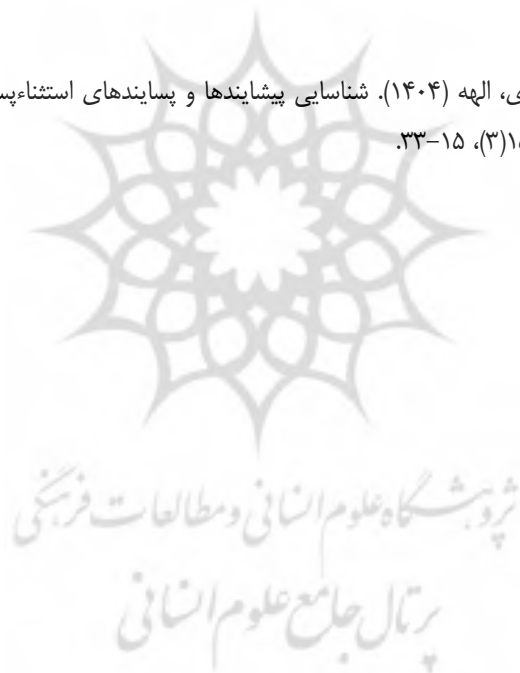 ی، الهه (۱۴۰۴). شناسایی پیشایندها و پسایندهای استثناءپس
(۳)، ۱۵-۳۳.
پژوهشگاه علوم انسانی و مطالعات فرهنگی
پرتال جامع علوم انسانی